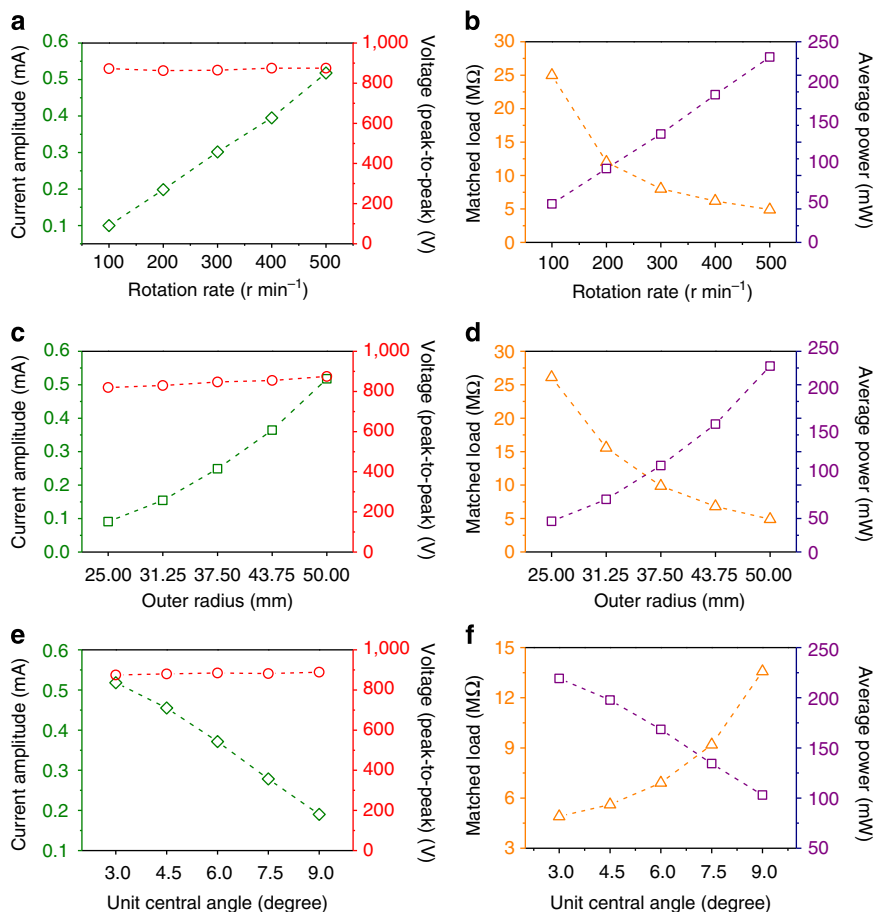 a
Current amplitude (mA)
0.6
0.5
0.4
0.3
0.2
0.1
1,000
800
600
400
200
0
Voltage (peak-to-peak) (V)
100 200 300 400 500
Rotation rate (r min⁻¹)
b
Matched load (MΩ)
30
25
20
15
10
5
0
250
200
150
100
50
0
Average power (mW)
100 200 300 400 500
Rotation rate (r min⁻¹)
c
Current amplitude (mA)
0.6
0.5
0.4
0.3
0.2
0.1
0.0
1,000
800
600
400
200
0
Voltage (peak-to-peak) (V)
25.00 31.25 37.50 43.75 50.00
Outer radius (mm)
d
Matched load (MΩ)
30
25
20
15
10
5
0
250
200
150
100
50
0
Average power (mW)
25.00 31.25 37.50 43.75 50.00
Outer radius (mm)
e
Current amplitude (mA)
0.6
0.5
0.4
0.3
0.2
0.1
1,000
800
600
400
200
0
Voltage (peak-to-peak) (V)
3.0 4.5 6.0 7.5 9.0
Unit central angle (degree)
f
Matched load (MΩ)
15
12
9
6
3
250
200
150
100
50
Average power (mW)
3.0 4.5 6.0 7.5 9.0
Unit central angle (degree)